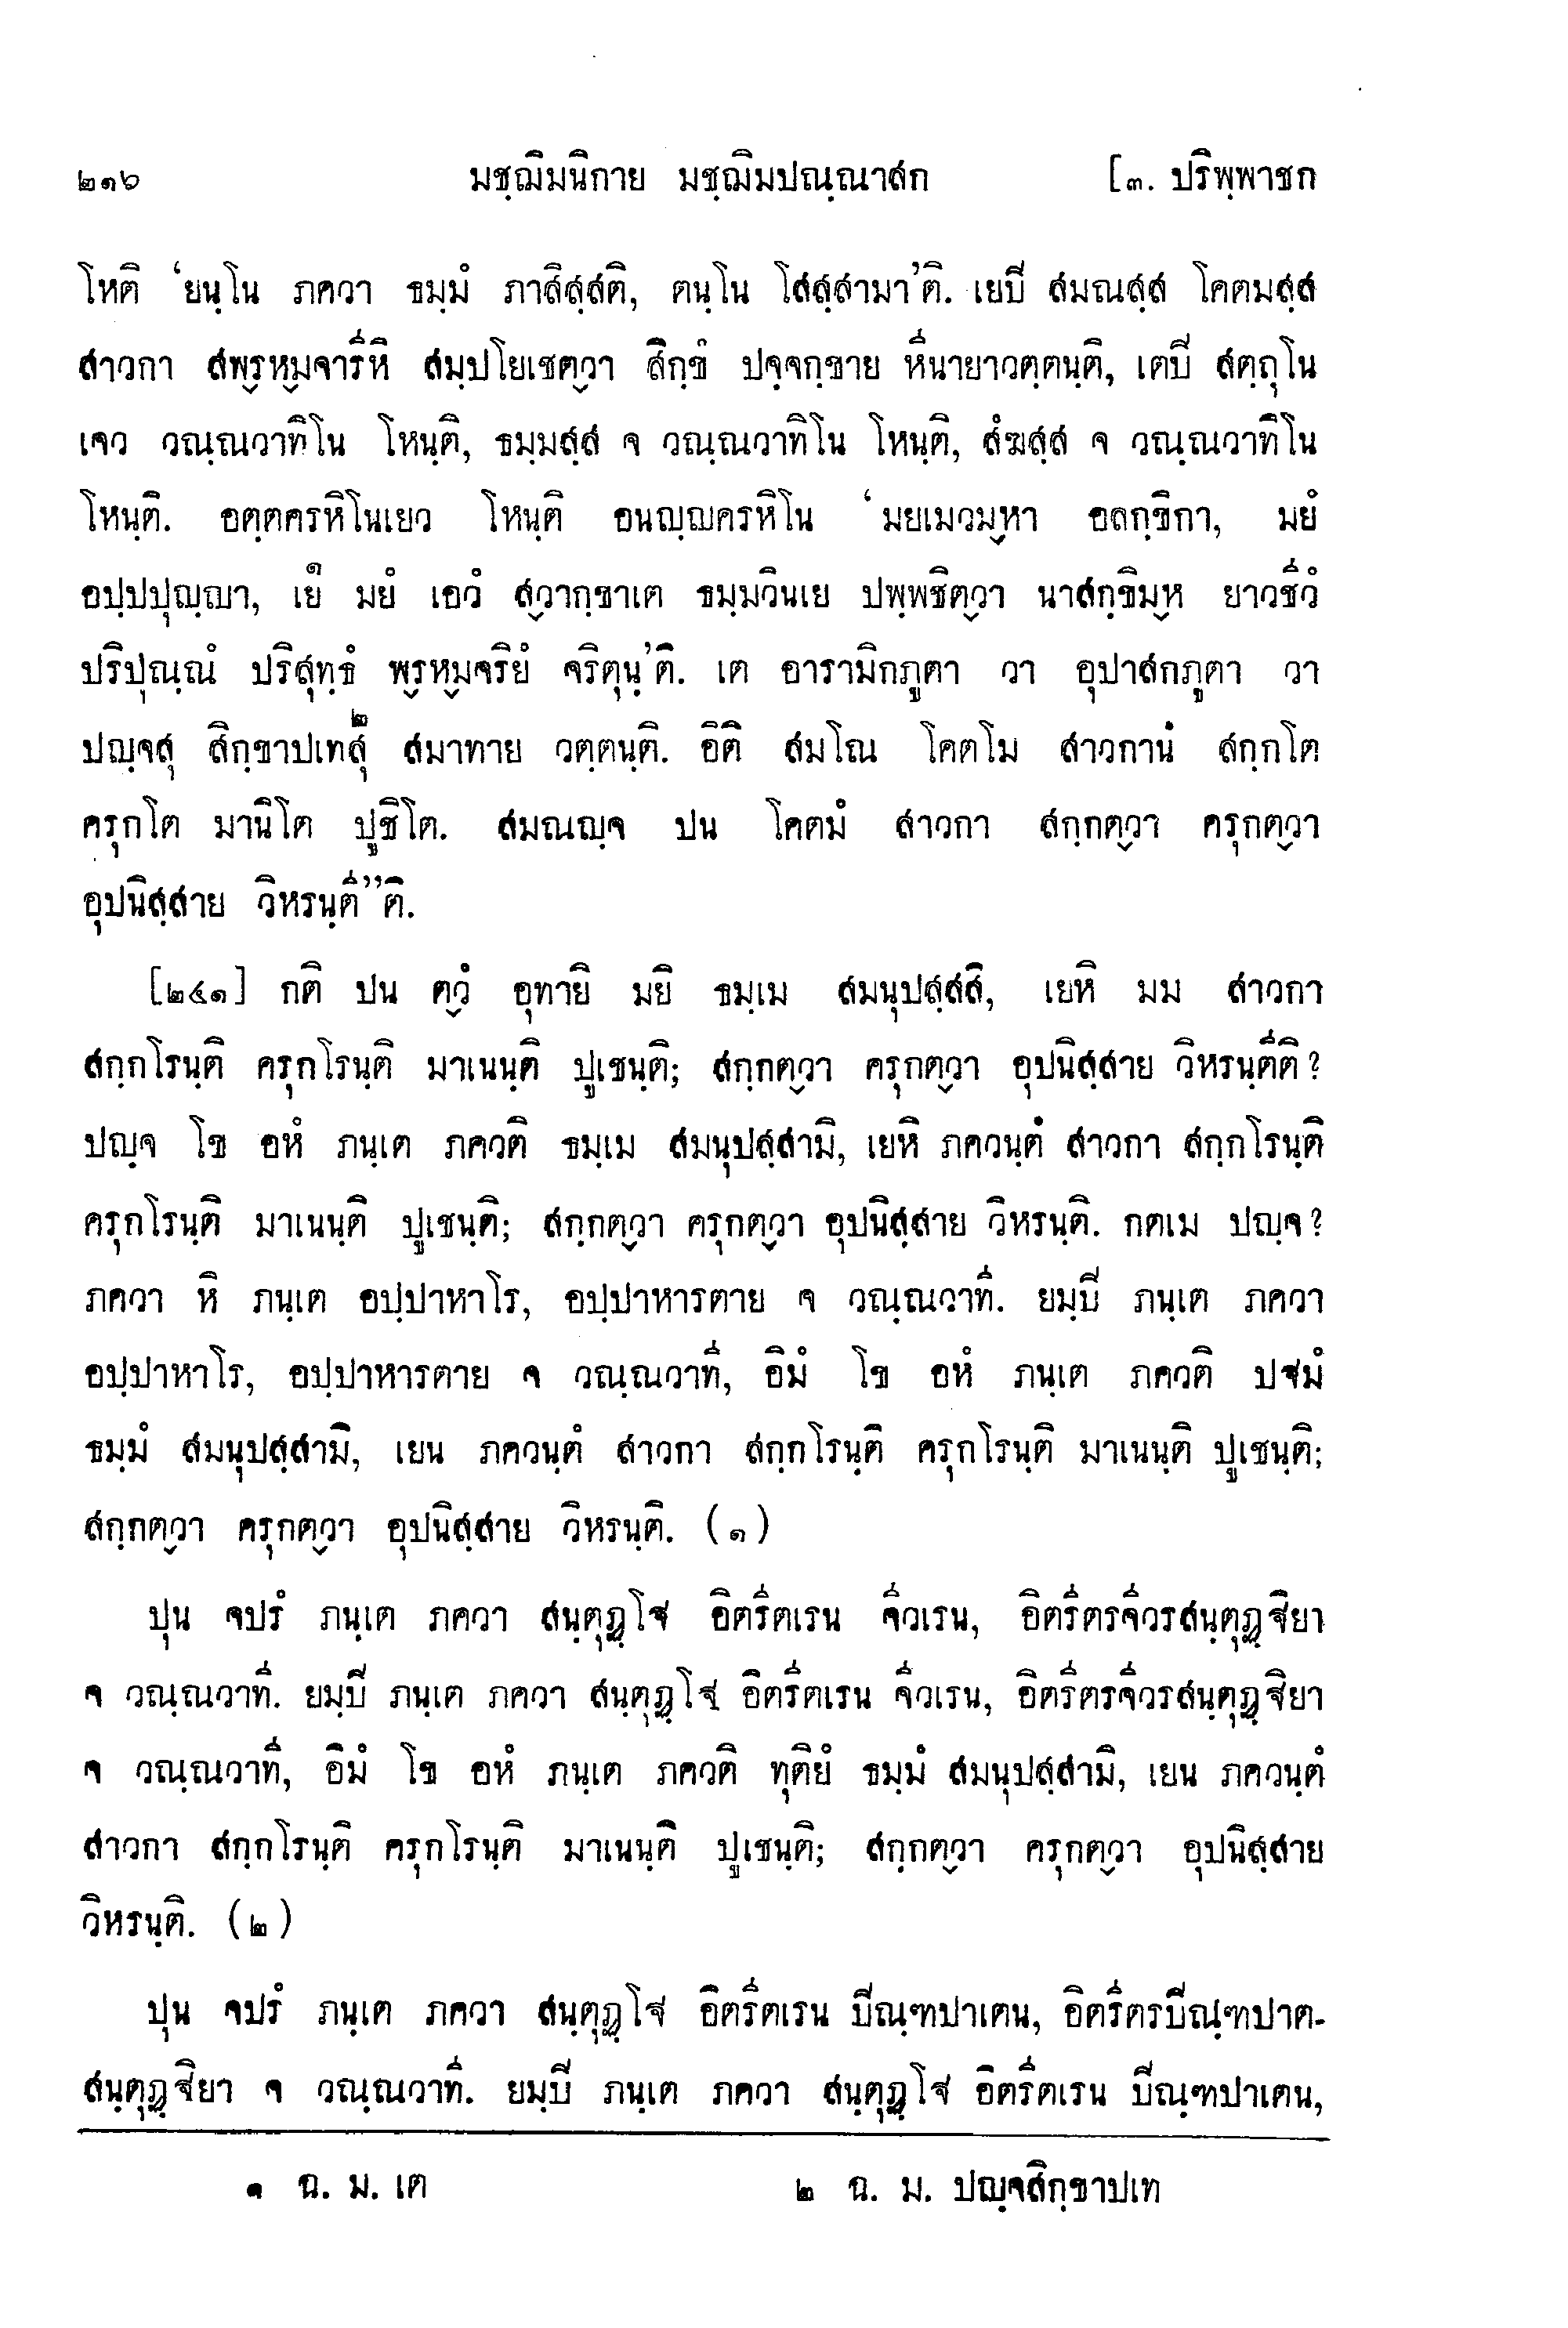 ๒๑๖ มชฺฌิมนิกาย มชฺฌิมปณฺณาสก [๓. ปริพฺพาชก
โหติ ‘ยนฺโน ภควา ธมฺมํ ภาสิสฺสติ, ตนฺโน โสสฺสามา’ติ. เยปิ สมณสฺส โคตมสฺส
สาวกา สพฺรหฺมจารีหิ สมฺปโยเชตฺวา สิกฺขํ ปจฺจกฺขาย หีนายาวตฺตนฺติ, เตปิ สตฺถุโน
เจว วณฺณวาทิโน โหนฺติ, ธมฺมสฺส จ วณฺณวาทิโน โหนฺติ, สํฆสฺส จ วณฺณวาทิโน
โหนฺติ. อตฺตครหิโนเยว โหนฺติ อนญฺญครหิโน ‘มยเมวมฺหา อลกฺขิกา, มยํ
อปฺปปุญฺญา, เย๑ มยํ เอวํ สฺวากฺขาเต ธมฺมวินเย ปพฺพชิตฺวา นาสกฺขิมฺห ยาวชีวํ
ปริปุณฺณํ ปริสุทฺธํ พฺรหฺมจริยํ จริตุนฺ’ติ. เต อารามิกภูตา วา อุปาสกภูตา วา
ปญฺจสุ สิกฺขาปเทสุ๒ สมาทาย วตฺตนฺติ. อิติ สมโณ โคตโม สาวกานํ สกฺกโต
ครุกโต มานิโต ปูชิโต. สมณญฺจ ปน โคตมํ สาวกา สกฺกตฺวา ครุกตฺวา
อุปนิสฺสาย วิหรนฺตี”ติ.
[๒๔๑] กติ ปน ตฺวํ อุทายิ มยิ ธมฺเม สมนุปสฺสสิ, เยหิ มม สาวกา
สกฺกโรนฺติ ครุกโรนฺติ มาเนนฺติ ปูเชนฺติ; สกฺกตฺวา ครุกตฺวา อุปนิสฺสาย วิหรนฺตีติ?
ปญฺจ โข อหํ ภนฺเต ภควติ ธมฺเม สมนุปสฺสามิ, เยหิ ภควนฺตํ สาวกา สกฺกโรนฺติ
ครุกโรนฺติ มาเนนฺติ ปูเชนฺติ; สกฺกตฺวา ครุกตฺวา อุปนิสฺสาย วิหรนฺติ. กตเม ปญฺจ?
ภควา หิ ภนฺเต อปฺปาหาโร, อปฺปาหารตาย จ วณฺณวาที. ยมฺปิ ภนฺเต ภควา
อปฺปาหาโร, อปฺปาหารตาย จ วณฺณวาที, อิมํ โข อหํ ภนฺเต ภควติ ปฐมํ
ธมฺมํ สมนุปสฺสามิ, เยน ภควนฺตํ สาวกา สกฺกโรนฺติ ครุกโรนฺติ มาเนนฺติ ปูเชนฺติ;
สกฺกตฺวา ครุกตฺวา อุปนิสฺสาย วิหรนฺติ. (๑)
ปุน จปรํ ภนฺเต ภควา สนฺตุฏฺโฐ อิตรีตเรน จีวเรน, อิตรีตรจีวรสนฺตุฏฺฐิยา
จ วณฺณวาที. ยมฺปิ ภนฺเต ภควา สนฺตุฏฺโฐ อิตรีตเรน จีวเรน, อิตรีตรจีวรสนฺตุฏฺฐิยา
จ วณฺณวาที, อิมํ โข อหํ ภนฺเต ภควติ ทุติยํ ธมฺมํ สมนุปสฺสามิ, เยน ภควนฺตํ
สาวกา สกฺกโรนฺติ ครุกโรนฺติ มาเนนฺติ ปูเชนฺติ; สกฺกตฺวา ครุกตฺวา อุปนิสฺสาย
วิหรนฺติ. (๒)
ปุน จปรํ ภนฺเต ภควา สนฺตุฏฺโฐ อิตรีตเรน ปิณฺฑปาเตน, อิตรีตรปิณฺฑปาต-
สนฺตุฏฺฐิยา จ วณฺณวาที. ยมฺปิ ภนฺเต ภควา สนฺตุฏฺโฐ อิตรีตเรน ปิณฺฑปาเตน,
๑ ฉ. ม. เต ๒ ฉ. ม. ปญฺจสิกฺขาปเท